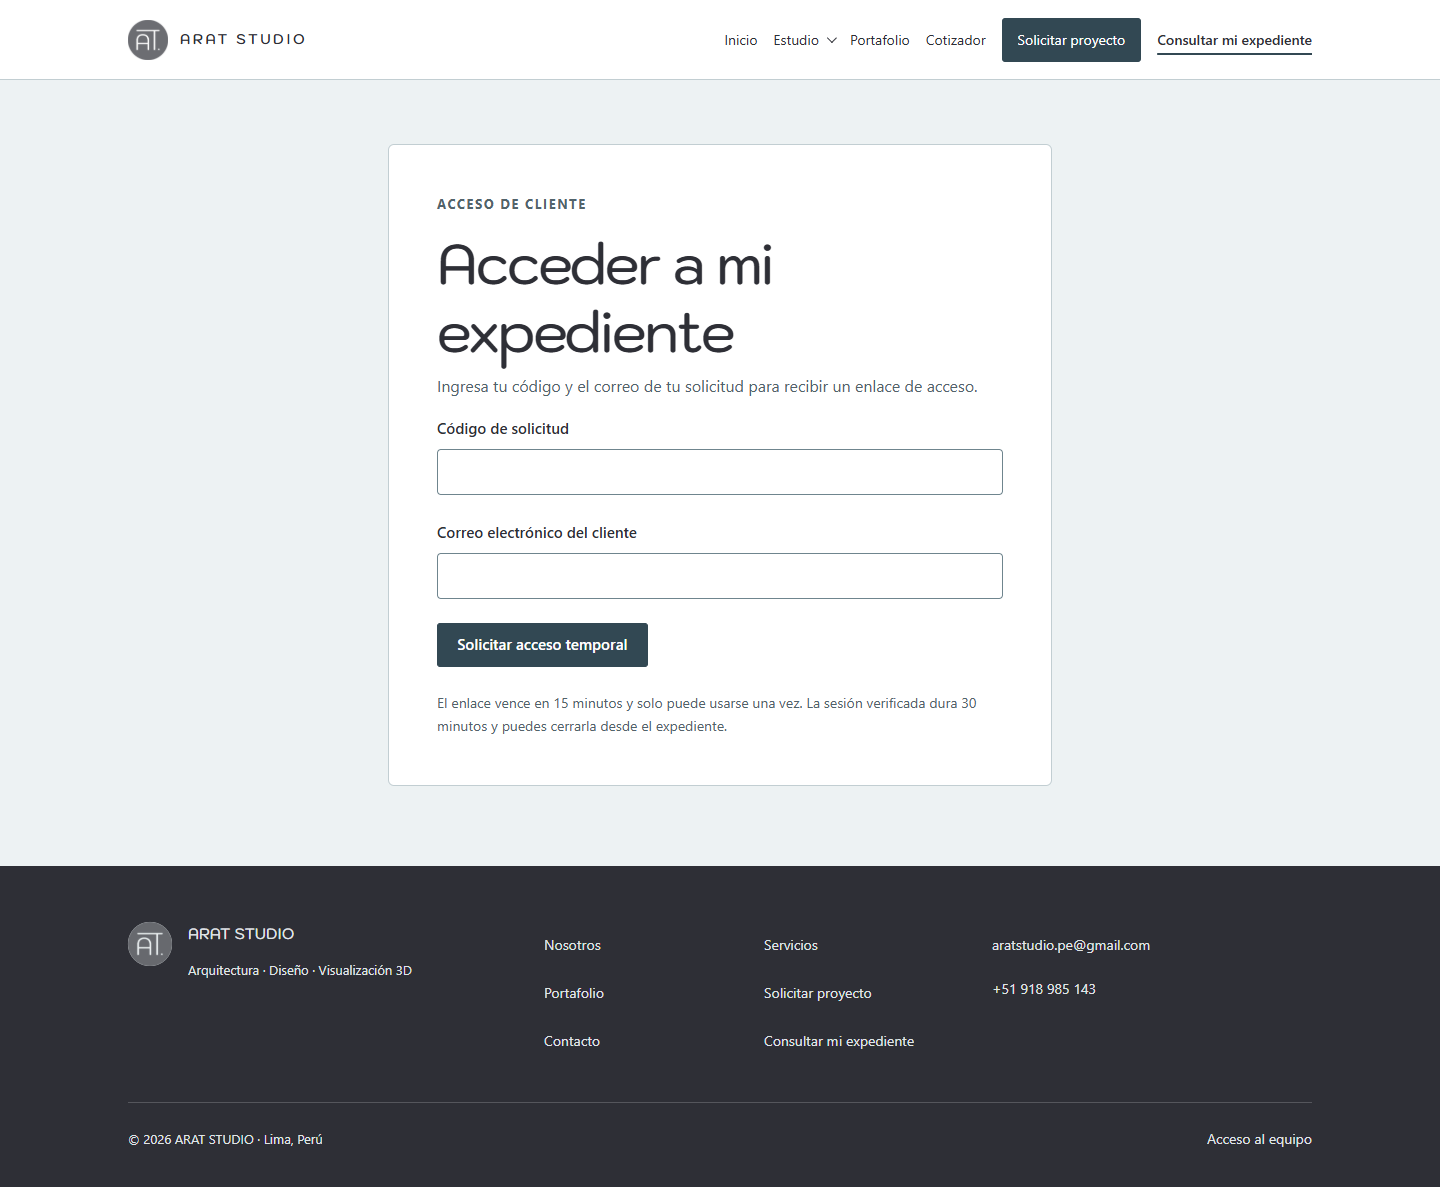 AT.
ARAT STUDIO
Inicio
Estudio
Portafolio
Cotizador
Solicitar proyecto
Consultar mi expediente
ACCESO DE CLIENTE
Acceder a mi
expediente
Ingresa tu código y el correo de tu solicitud para recibir un enlace de acceso.
Código de solicitud
Correo electrónico del cliente
Solicitar acceso temporal
El enlace vence en 15 minutos y solo puede usarse una vez. La sesión verificada dura 30
minutos y puedes cerrarla desde el expediente.
AT.
ARAT STUDIO
Arquitectura · Diseño · Visualización 3D
Nosotros
Portafolio
Contacto
Servicios
Solicitar proyecto
Consultar mi expediente
aratstudio.pe@gmail.com
+51 918 985 143
© 2026 ARAT STUDIO · Lima, Perú
Acceso al equipo